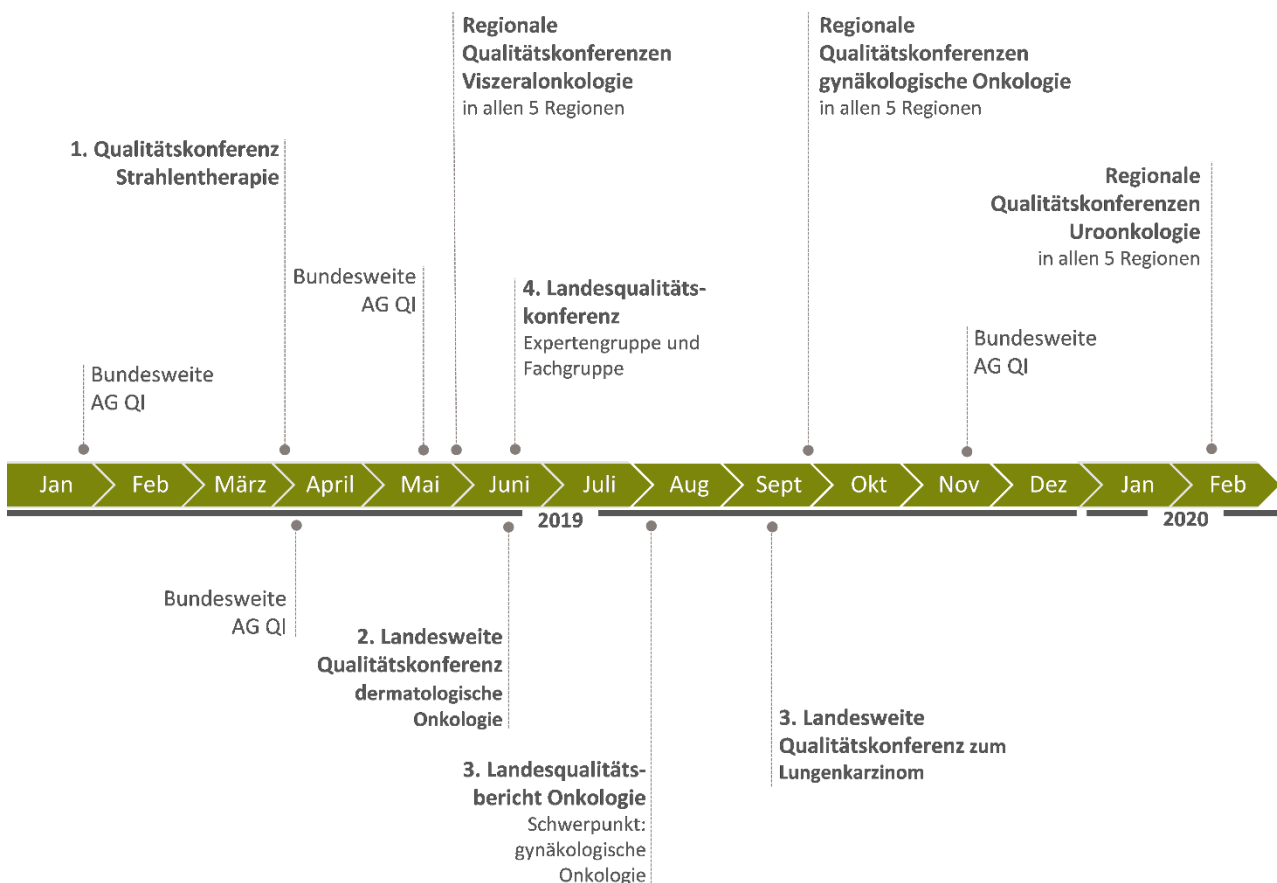 Regionale
Qualitätskonferenzen
Viszeralonkologie
in allen 5 Regionen
Regionale
Qualitätskonferenzen
gynäkologische Onkologie
in allen 5 Regionen
1. Qualitätskonferenz
Strahlentherapie
Regionale
Qualitätskonferenzen
Uroonkologie
in allen 5 Regionen
Bundesweite
AG QI
4. Landesqualitäts-
konferenz
Expertengruppe und
Fachgruppe
Bundesweite
AG QI
Bundesweite
AG QI
Jan Feb März April Mai Juni Juli Aug Sept Okt Nov Dez Jan Feb
2019 2020
Bundesweite
AG QI
2. Landesweite
Qualitätskonferenz
dermatologische
Onkologie
3. Landesweite
Qualitätskonferenz zum
Lungenkarzinom
3. Landesqualitäts-
bericht Onkologie
Schwerpunkt:
gynäkologische
Onkologie